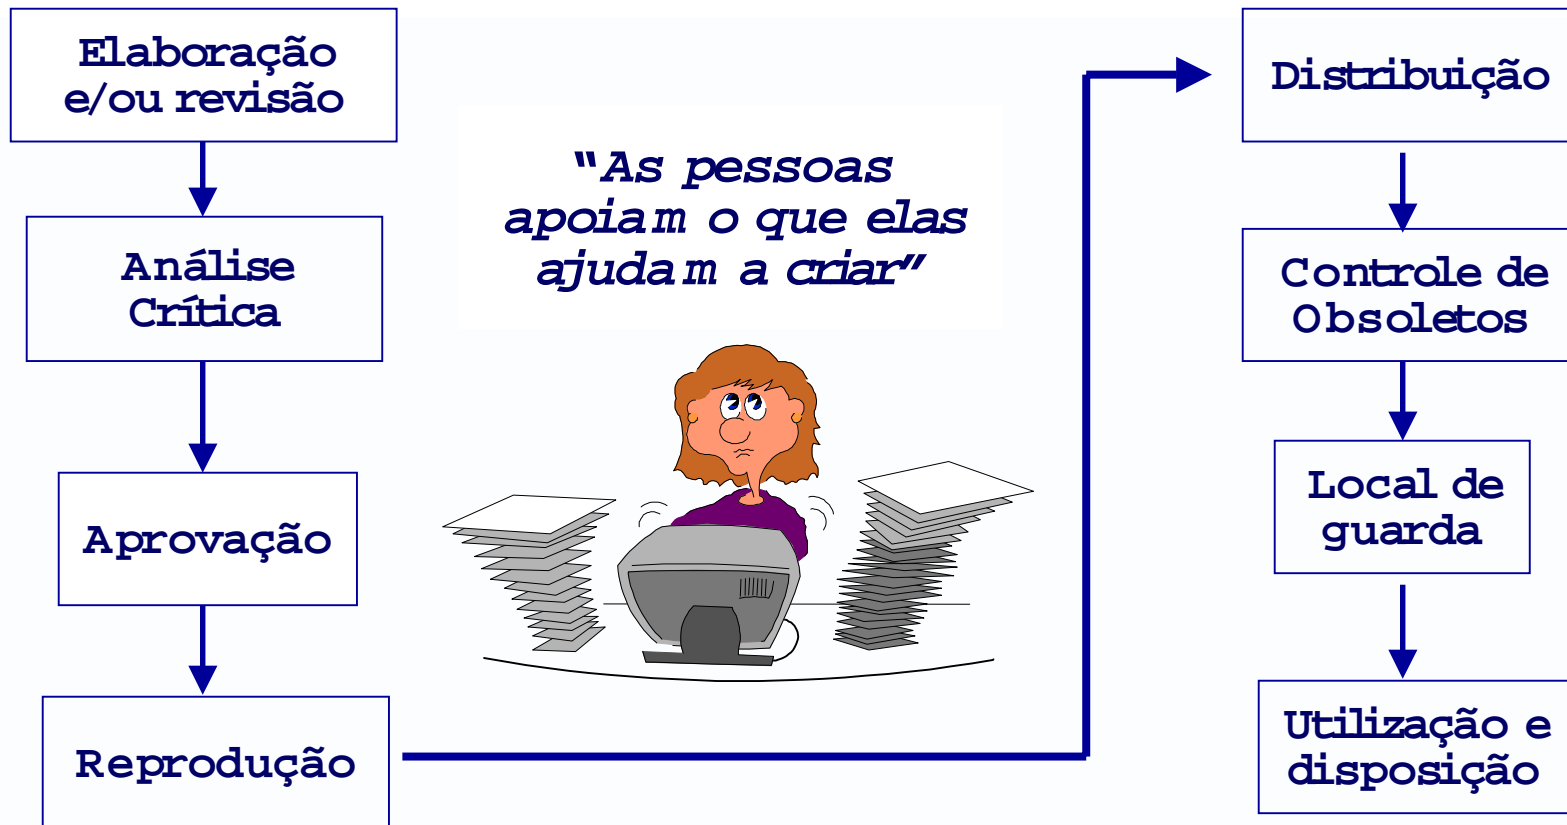 Elaboração
e/ou revisão
Análise
Crítica
Aprovação
Reprodução
“As pessoas
apoiam o que elas
ajudam a criar”
Distribuição
Controle de
Obsoletos
Local de
guarda
Utilização e
disposição